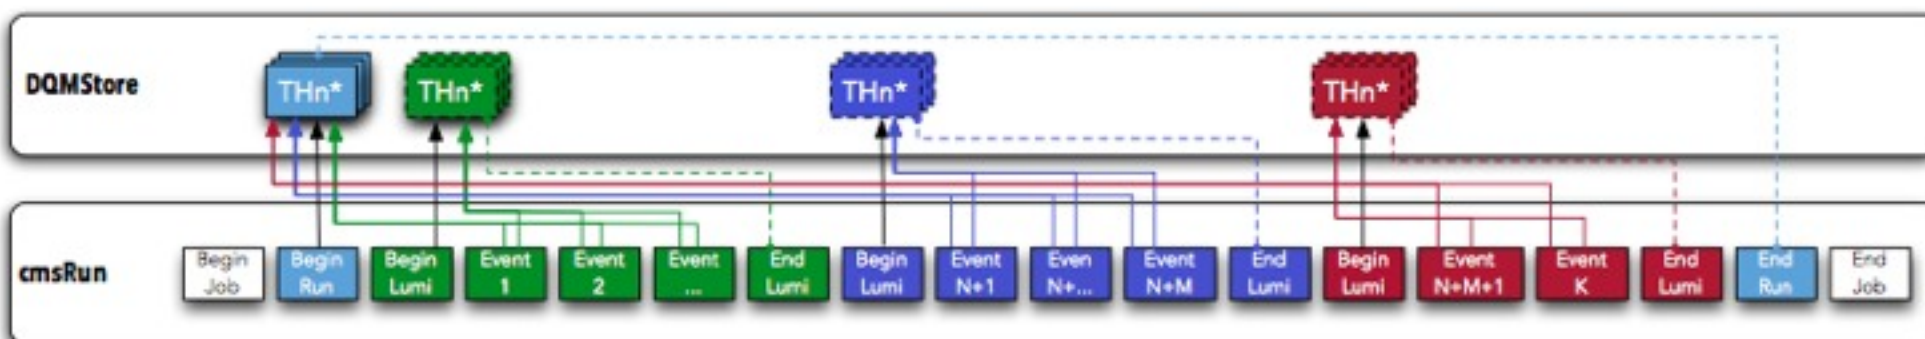 DQMStore
THn*
THn*
THn*
THn*
cmsRun
Begin
Job
Begin
Run
Begin
Lumi
Event
1
Event
2
Event
...
End
Lumi
Begin
Lumi
Event
N+1
Even
N+...
Event
N+M
End
Lumi
Begin
Lumi
Event
N+M+1
Event
K
End
Lumi
End
Run
End
Job